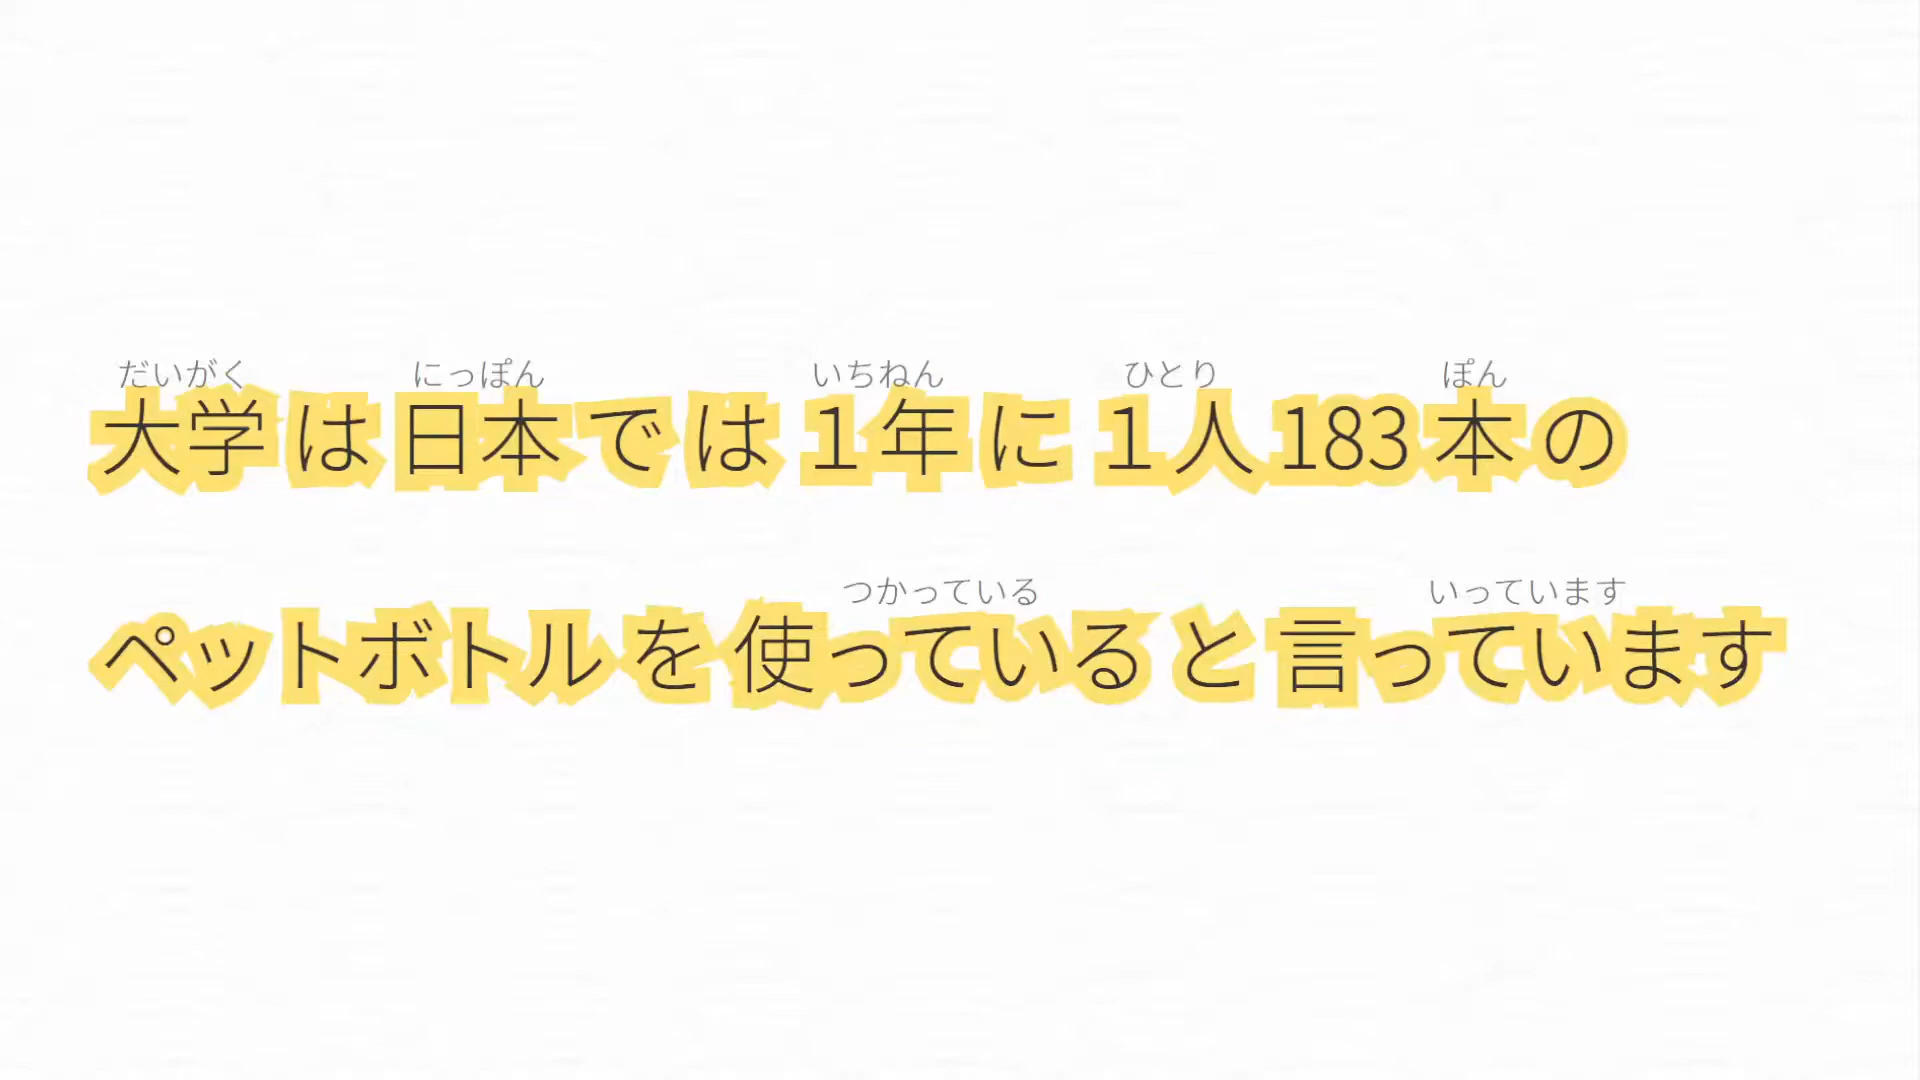 だいがく にっぽん いちねん ひとり ぽん
大学は日本では1年に1人183本の
つかっている いっています
ペットボトルを使っていると言っています